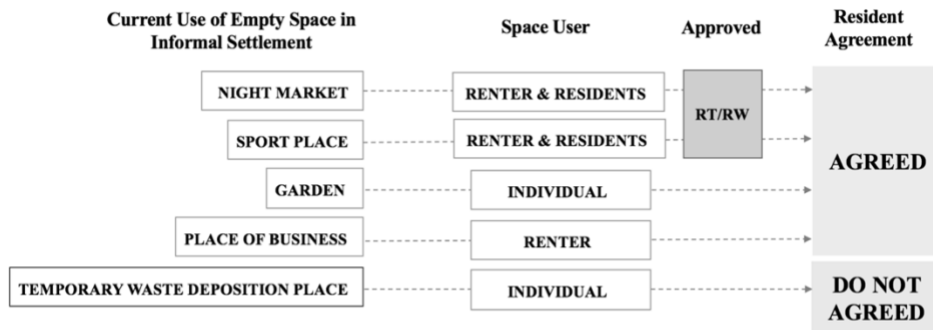 Current Use of Empty Space in
Informal Settlement
Space User
Approved
Resident
Agreement
NIGHT MARKET
RENTER & RESIDENTS
RT/RW
AGREED
SPORT PLACE
RENTER & RESIDENTS
GARDEN
INDIVIDUAL
PLACE OF BUSINESS
RENTER
TEMPORARY WASTE DEPOSITION PLACE
INDIVIDUAL
DO NOT
AGREED